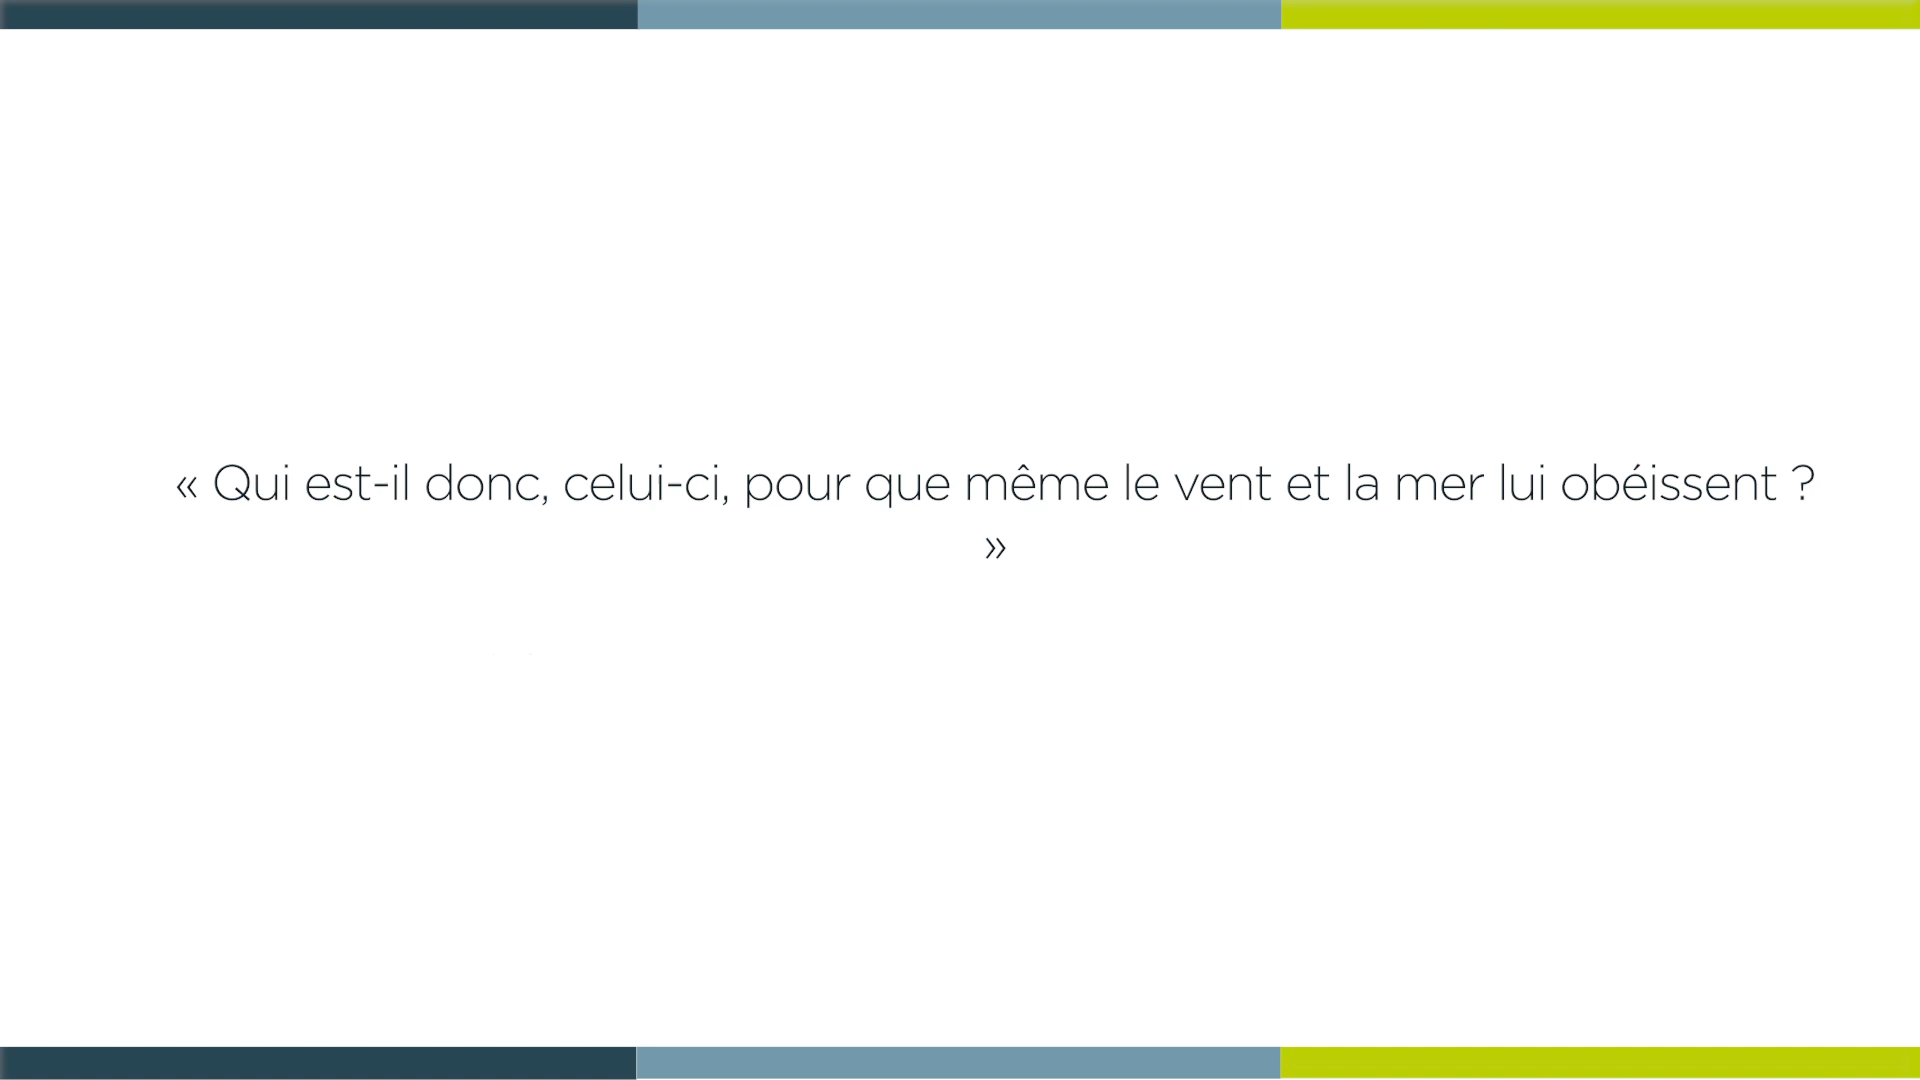 « Qui est-il donc, celui-ci, pour que même le vent et la mer lui obéissent ?
»